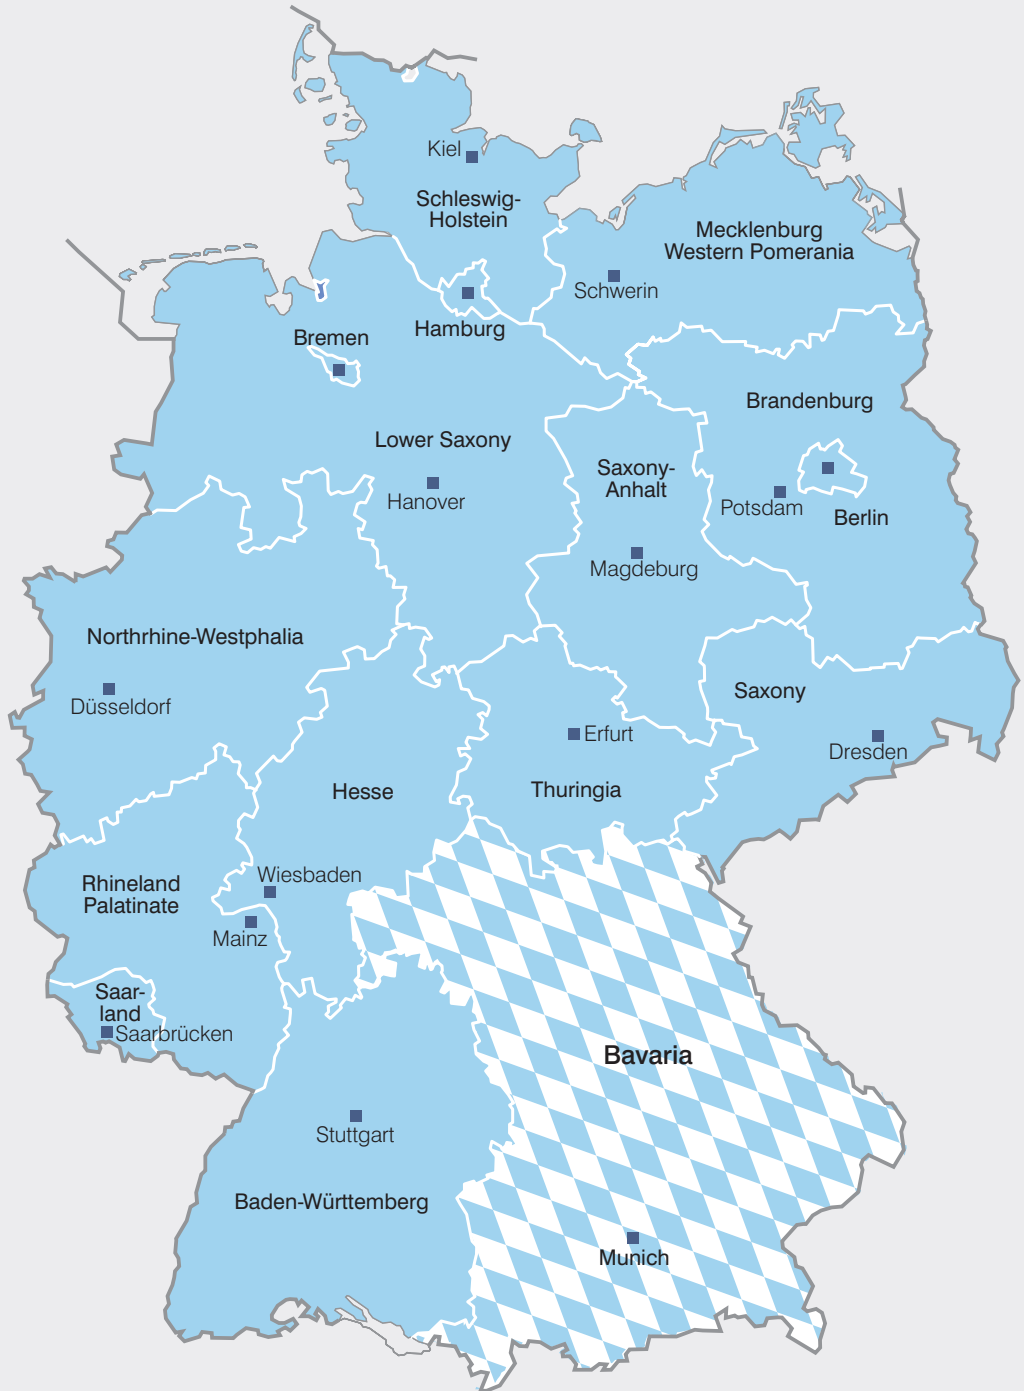 Kiel
Schleswig-
Holstein
Mecklenburg
Western Pomerania
Schwerin
Hamburg
Bremen
Brandenburg
Lower Saxony
Saxony-
Anhalt
Hanover
Potsdam
Berlin
Magdeburg
Northrhine-Westphalia
Saxony
Düsseldorf
Erfurt
Dresden
Hesse
Thuringia
Wiesbaden
Rhineland
Palatinate
Mainz
Saar-
land
Saarbrücken
Bavaria
Stuttgart
Baden-Württemberg
Munich